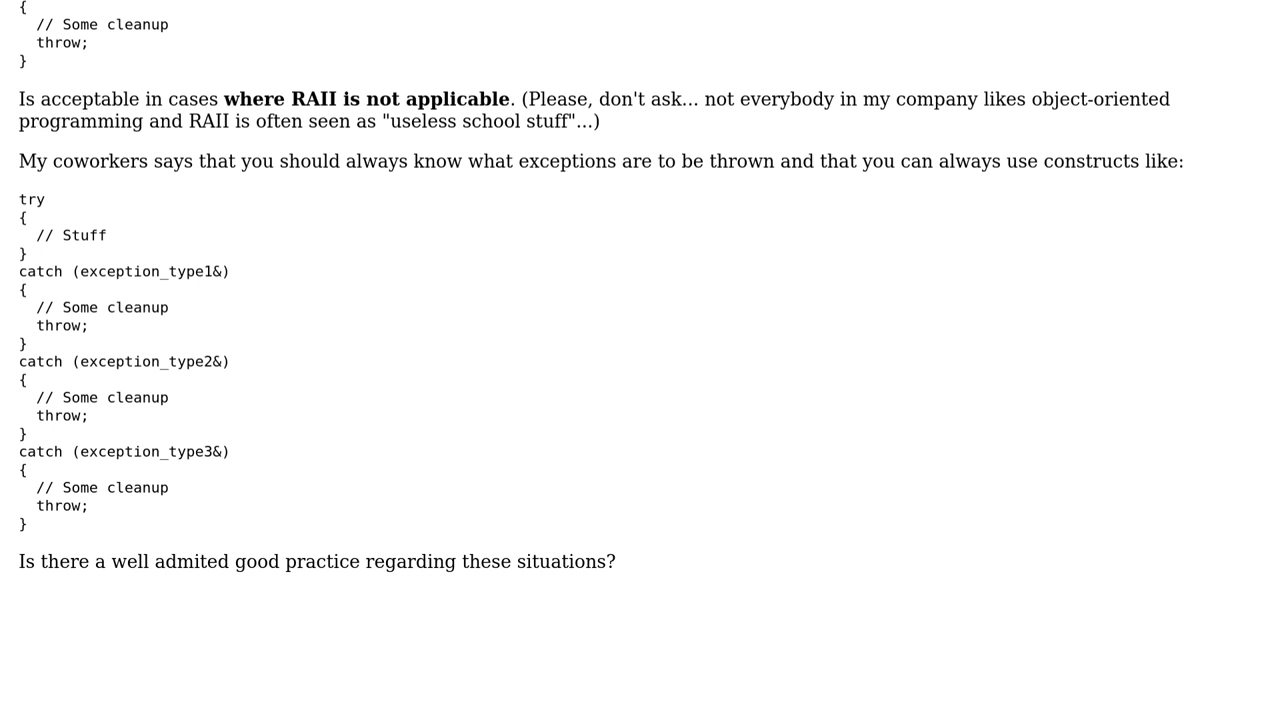 {
  // Some cleanup
  throw;
}
Is acceptable in cases where RAII is not applicable. (Please, don't ask... not everybody in my company likes object-oriented
programming and RAII is often seen as "useless school stuff"...)
My coworkers says that you should always know what exceptions are to be thrown and that you can always use constructs like:
try
{
  // Stuff
}
catch (exception_type1&)
{
  // Some cleanup
  throw;
}
catch (exception_type2&)
{
  // Some cleanup
  throw;
}
catch (exception_type3&)
{
  // Some cleanup
  throw;
}
Is there a well admited good practice regarding these situations?